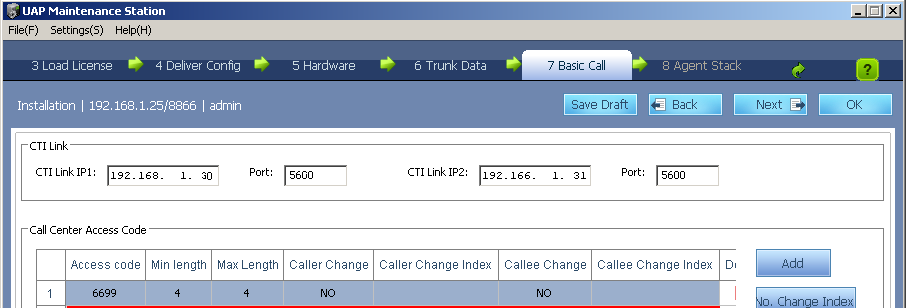 UAP Maintenance Station
File(F) Settings(S) Help(H)
3 Load License 4 Deliver Config 5 Hardware 6 Trunk Data 7 Basic Call 8 Agent Stack ?
Installation | 192.168.1.25/8866 | admin Save Draft Back Next OK
CTI Link
CTI Link IP1: 192.168. 1. 30 Port: 5600 CTI Link IP2: 192.166. 1. 31 Port: 5600
Call Center Access Code
Access code Min length Max Length Caller Change Caller Change Index Callee Change Callee Change Index Add
1 6699 4 4 NO NO
No. Change Index